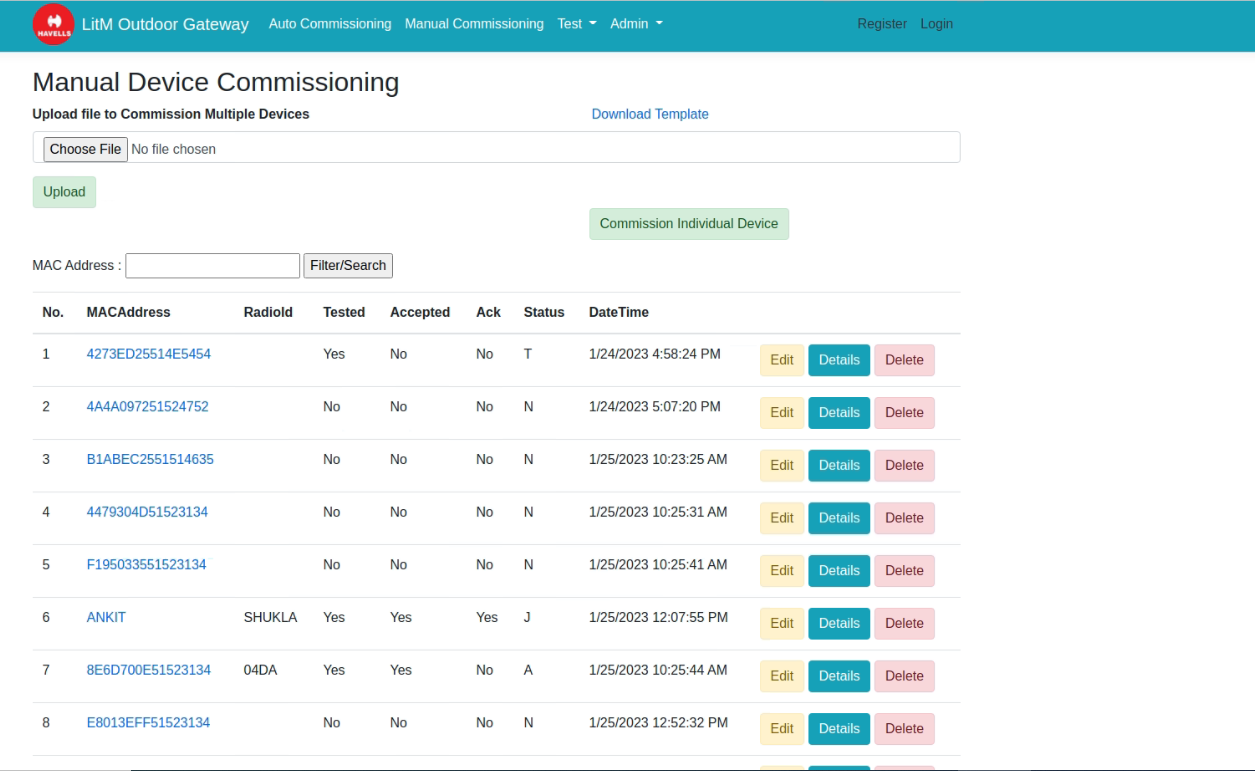 HAVELLS LitM Outdoor Gateway Auto Commissioning Manual Commissioning Test Admin Register Login
Manual Device Commissioning
Upload file to Commission Multiple Devices Download Template
Choose File No file chosen
Upload
Commission Individual Device
MAC Address : Filter/Search
No. MACAddress RadioId Tested Accepted Ack Status DateTime
1 4273ED25514E5454 Yes No No T 1/24/2023 4:58:24 PM Edit Details Delete
2 4A4A097251524752 No No No N 1/24/2023 5:07:20 PM Edit Details Delete
3 B1ABEC2551514635 No No No N 1/25/2023 10:23:25 AM Edit Details Delete
4 4479304D51523134 No No No N 1/25/2023 10:25:31 AM Edit Details Delete
5 F195033551523134 No No No N 1/25/2023 10:25:41 AM Edit Details Delete
6 ANKIT SHUKLA Yes Yes Yes J 1/25/2023 12:07:55 PM Edit Details Delete
7 8E6D700E51523134 04DA Yes Yes No A 1/25/2023 10:25:44 AM Edit Details Delete
8 E8013EFF51523134 No No No N 1/25/2023 12:52:32 PM Edit Details Delete